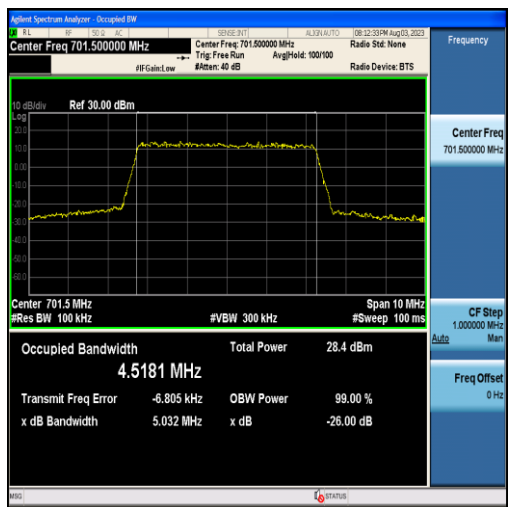 Agilent Spectrum Analyzer - Occupied BW
RL RF 50 Ω AC SENSE:INT ALIGN AUTO 08:12:33PM Aug 03, 2023
Center Freq 701.500000 MHz
Center Freq: 701.500000 MHz Radio Std: None
Trig: Free Run Avg|Hold: 100/100
#IFGain:Low #Atten: 40 dB Radio Device: BTS
10 dB/div Ref 30.00 dBm
Log
20.0
10.0
0.00
-10.0
-20.0
-30.0
-40.0
-50.0
-60.0
Center 701.5 MHz Span 10 MHz
#Res BW 100 kHz #VBW 300 kHz #Sweep 100 ms
Occupied Bandwidth Total Power 28.4 dBm
4.5181 MHz
Transmit Freq Error -6.805 kHz OBW Power 99.00 %
x dB Bandwidth 5.032 MHz x dB -26.00 dB
MSG STATUS
Frequency
Center Freq
701.500000 MHz
CF Step
1.000000 MHz
Auto Man
Freq Offset
0 Hz